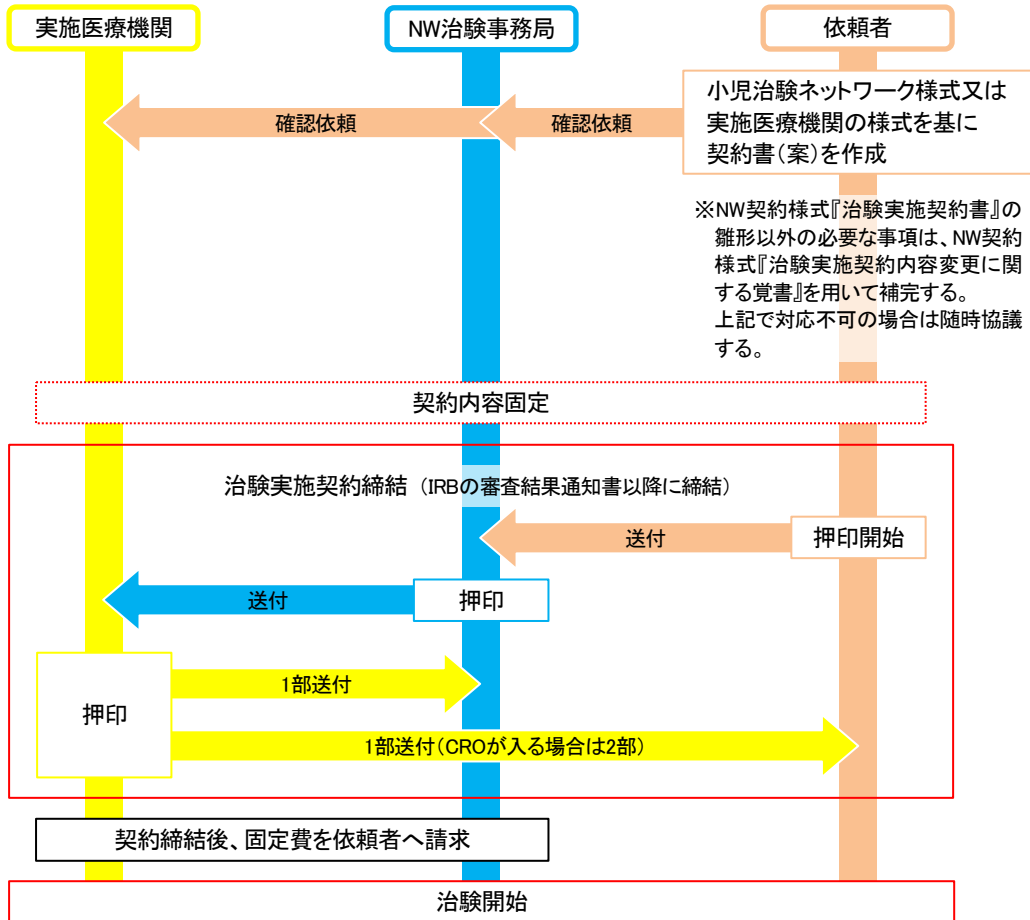 実施医療機関
NW治験事務局
依頼者
小児治験ネットワーク様式又は
実施医療機関の様式を基に
契約書(案)を作成
確認依頼
確認依頼
※NW契約様式『治験実施契約書』の
雛形以外の必要な事項は、NW契約
様式『治験実施契約内容変更に関
する覚書』を用いて補完する。
上記で対応不可の場合は随時協議
する。
契約内容固定
治験実施契約締結 (IRBの審査結果通知書以降に締結)
送付
押印開始
送付
押印
1部送付
押印
1部送付(CROが入る場合は2部)
契約締結後、固定費を依頼者へ請求
治験開始